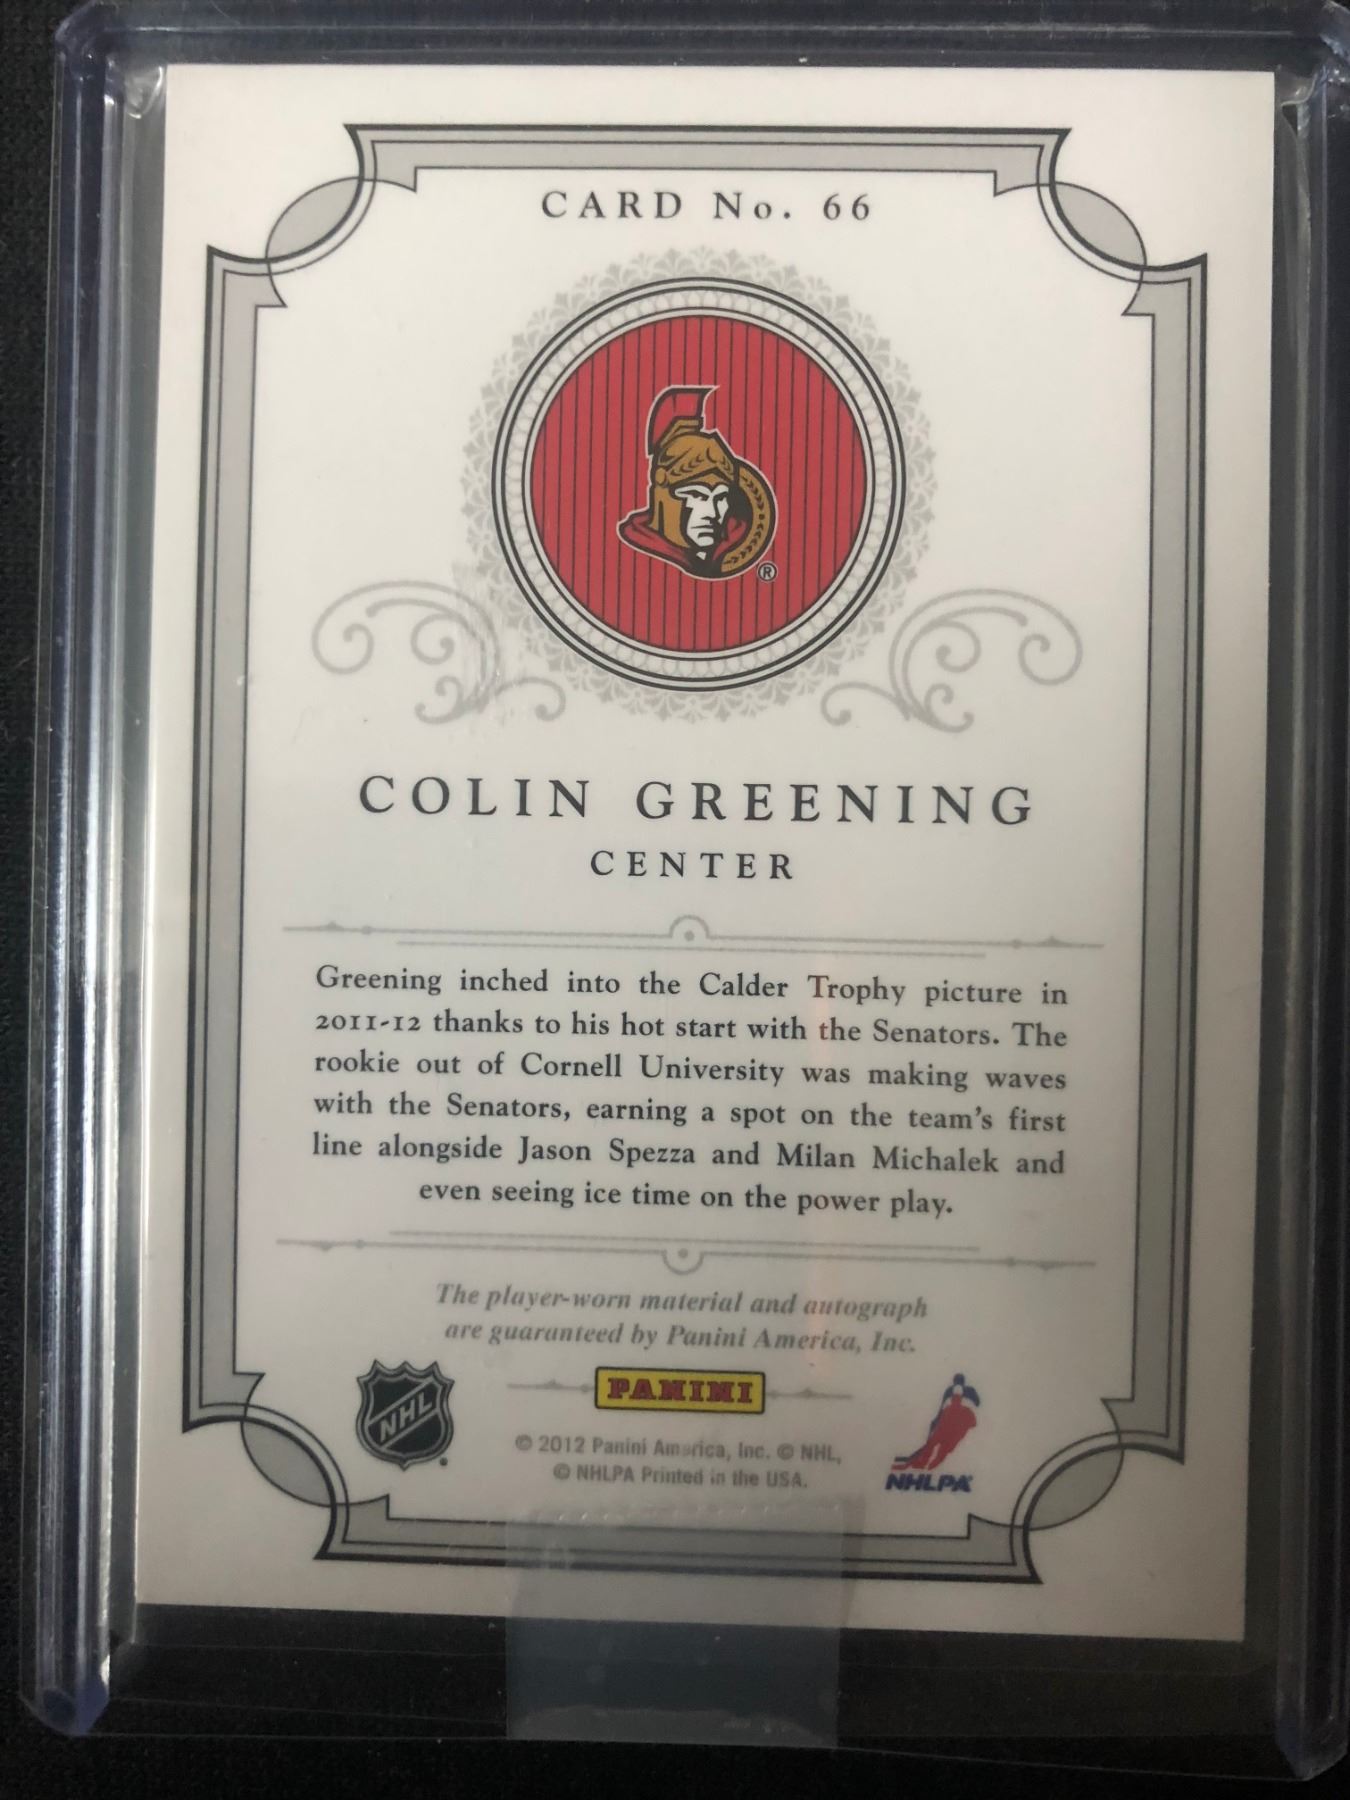 CARD No. 66
®
COLIN GREENING
CENTER
Greening inched into the Calder Trophy picture in
2011-12 thanks to his hot start with the Senators. The
rookie out of Cornell University was making waves
with the Senators, earning a spot on the team's first
line alongside Jason Spezza and Milan Michalek and
even seeing ice time on the power play.
The player-worn material and autograph
are guaranteed by Panini America, Inc.
NHL
PANINI
© 2012 Panini America, Inc. © NHL,
© NHLPA Printed in the USA.
NHLPA